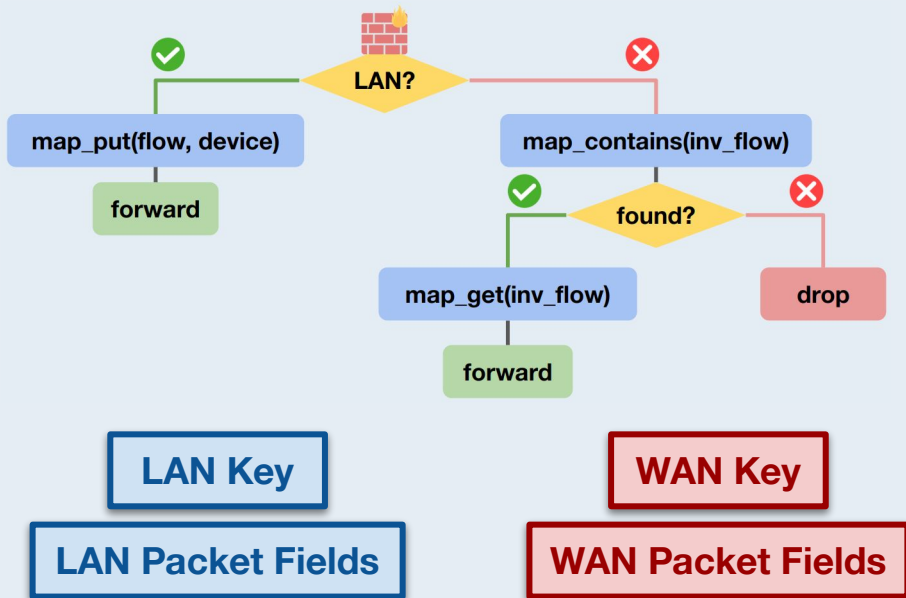 LAN?
map_put(flow, device)
map_contains(inv_flow)
forward
found?
map_get(inv_flow)
drop
forward
LAN Key
WAN Key
LAN Packet Fields
WAN Packet Fields